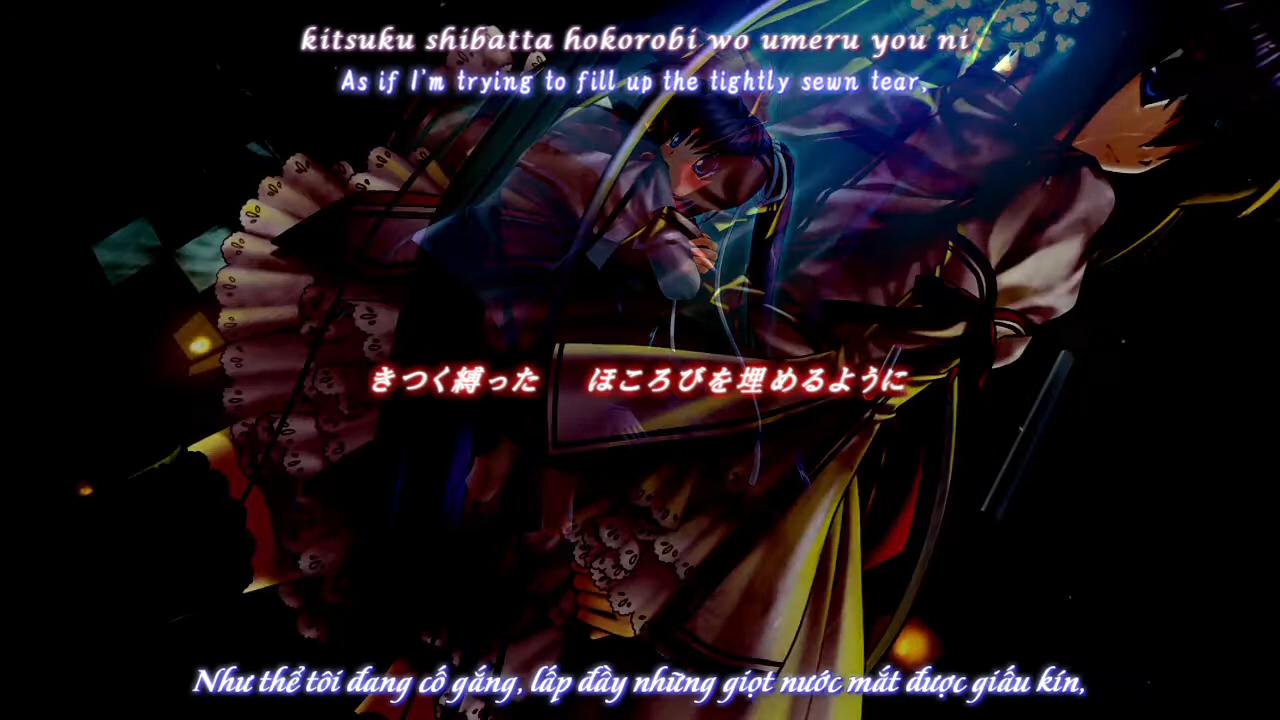 kitsuku shibatta hokorobi wo umeru you ni
As if I'm trying to fill up the tightly sewn tear,
きつく縛った　ほころびを埋めるように
Như thể tôi đang cố gắng, lấp đầy những giọt nước mắt được giấu kín,